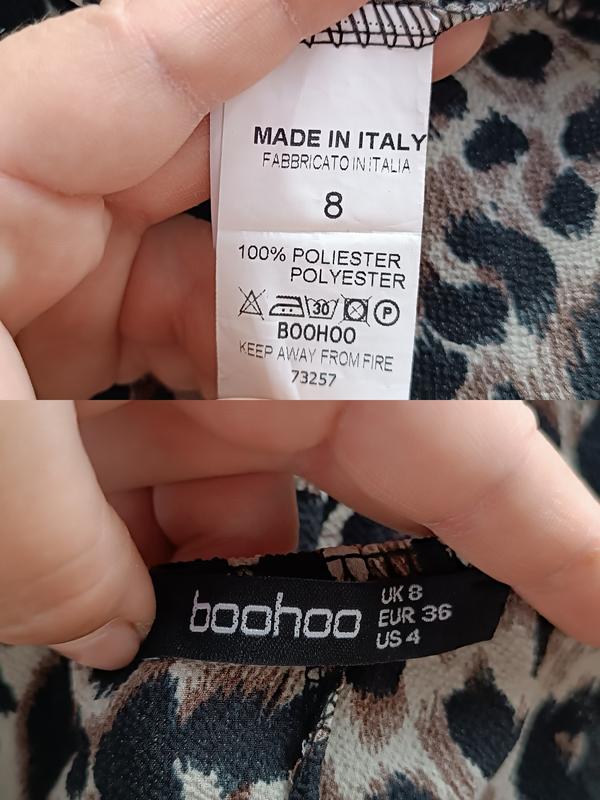 MADE IN ITALY
FABBRICATO IN ITALIA
8
100% POLIESTER
POLYESTER
30 P
BOOHOO
KEEP AWAY FROM FIRE
73257
boohoo
UK 8
EUR 36
US 4